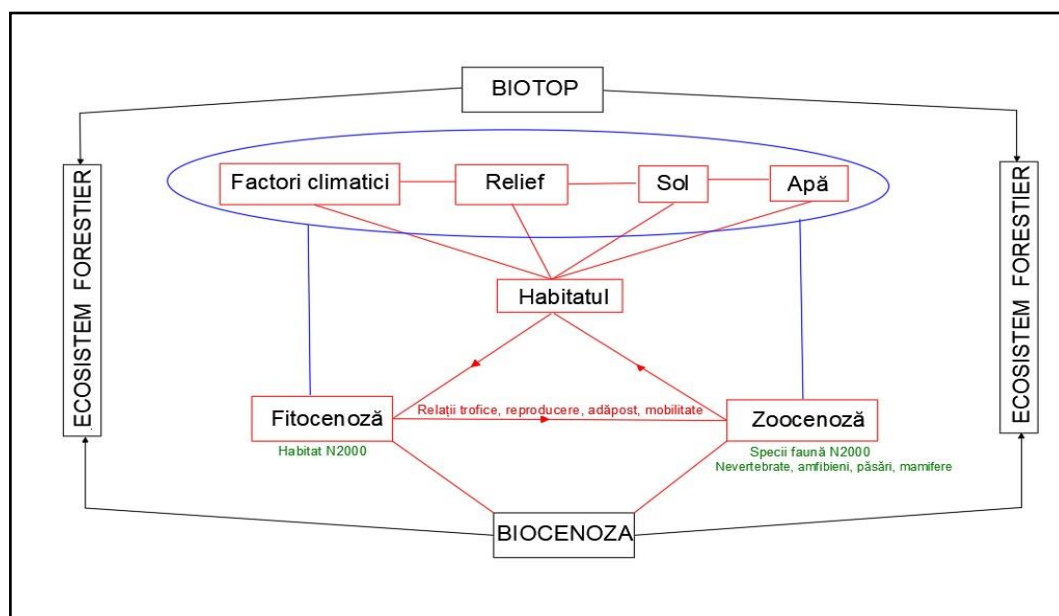 BIOTOP
Factori climatici
Relief
Sol
Apă
ECOSISTEM FORESTIER
ECOSISTEM FORESTIER
Habitatul
Relații trofice, reproducere, adăpost, mobilitate
Fitocenoză
Zoocenoză
Habitat N2000
Specii faună N2000
Nevertebrate, amfibieni, păsări, mamifere
BIOCENOZA